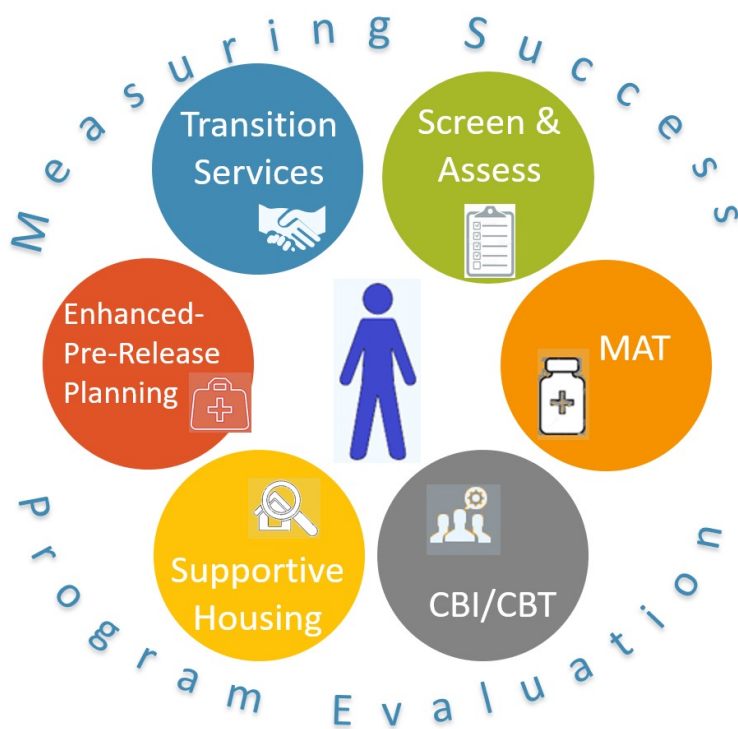 Measuring Success
Transition
Services
Screen &
Assess
Enhanced-
Pre-Release
Planning
MAT
Supportive
Housing
CBI/CBT
Program Evaluation